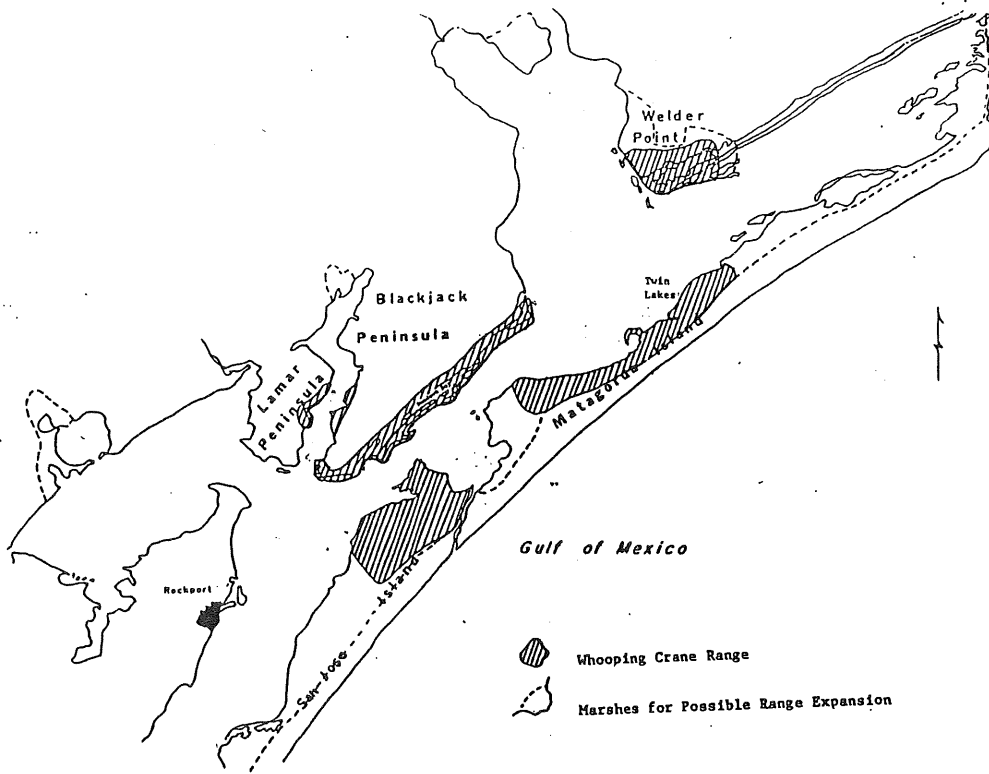 Welder
Point
Twin
Lakes
Blackjack
Peninsula
Lamar
Peninsula
Matagorda Island
Gulf of Mexico
Rockport
San Jose Island
Whooping Crane Range
Marshes for Possible Range Expansion